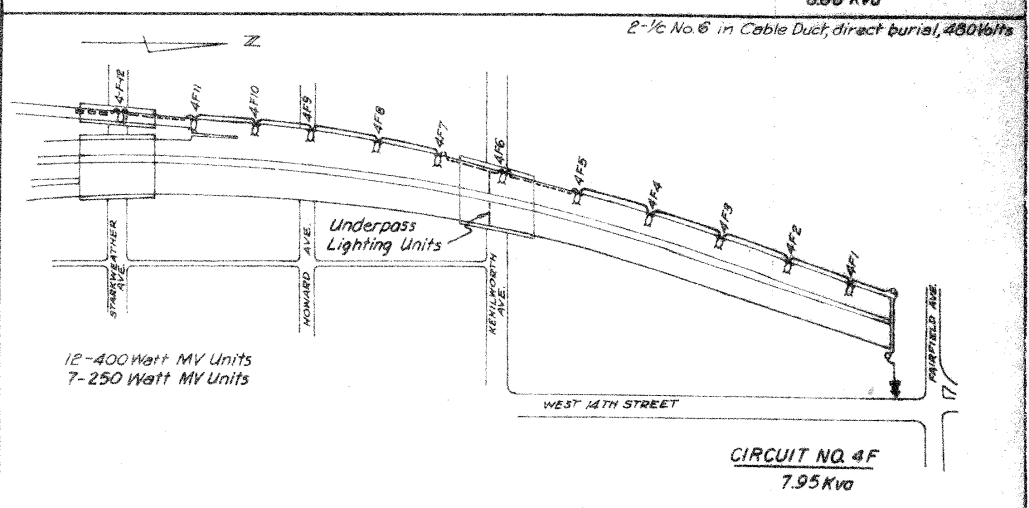 2-1/c No. 6 in Cable Duct, direct burial, 480 Volts
N
4-F-12
4F11
4F10
4F9
4F8
4F7
4F6
4F5
4F4
4F3
4F2
4F1
Underpass
Lighting Units
STARKWEATHER
AVE.
HOWARD AVE.
KENILWORTH
AVE.
FAIRFIELD AVE.
12-400 Watt MV Units
7-250 Watt MV Units
WEST 14TH STREET
CIRCUIT NO. 4F
7.95 Kva